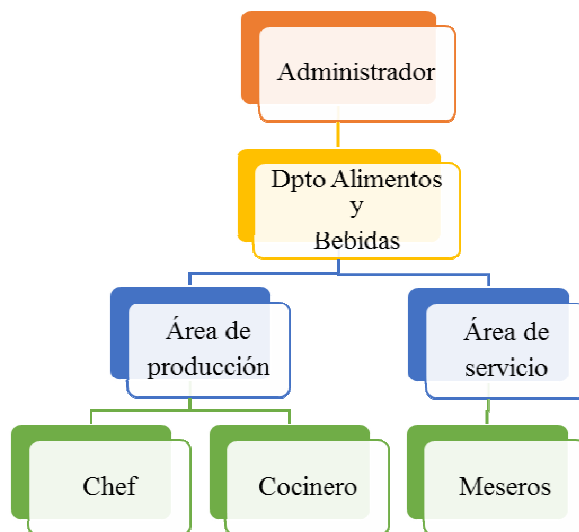 Administrador
Dpto Alimentos
y
Bebidas
Área de
producción
Área de
servicio
Chef
Cocinero
Meseros